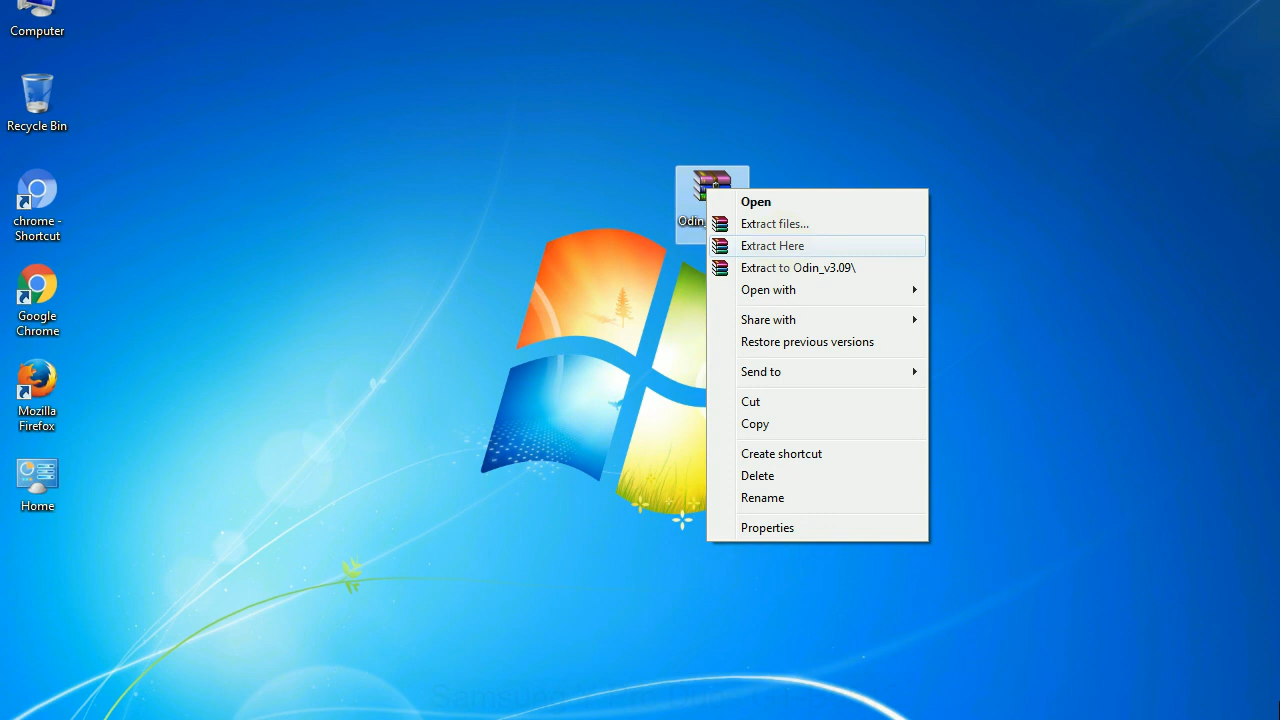 Computer
Recycle Bin
chrome -
Shortcut
Google
Chrome
Mozilla
Firefox
Home
Open
Extract files...
Extract Here
Extract to Odin_v3.09\
Open with
Share with
Restore previous versions
Send to
Cut
Copy
Create shortcut
Delete
Rename
Properties
Samsung